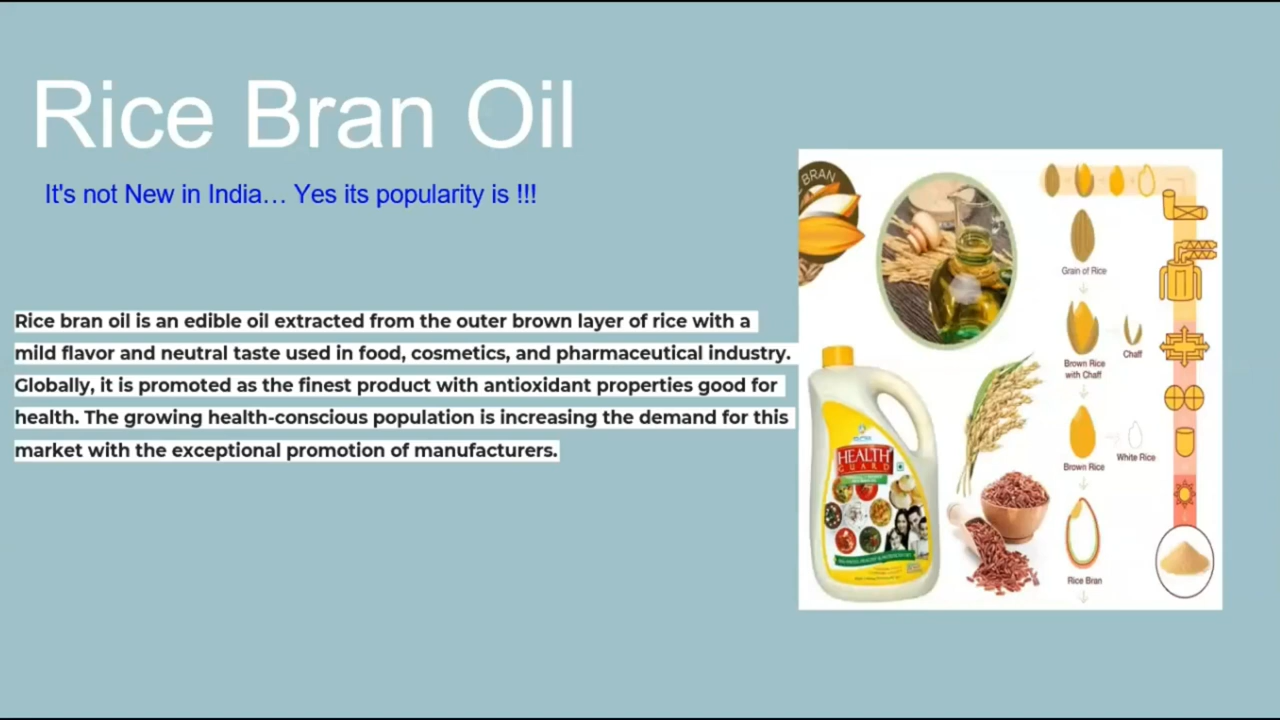 Rice Bran Oil
It's not New in India… Yes its popularity is !!!
Rice bran oil is an edible oil extracted from the outer brown layer of rice with a
mild flavor and neutral taste used in food, cosmetics, and pharmaceutical industry.
Globally, it is promoted as the finest product with antioxidant properties good for
health. The growing health-conscious population is increasing the demand for this
market with the exceptional promotion of manufacturers.
BRAN
Grain of Rice
Brown Rice
with Chaff
Chaff
Brown Rice
White Rice
Rice Bran
HEALTH
GUARD